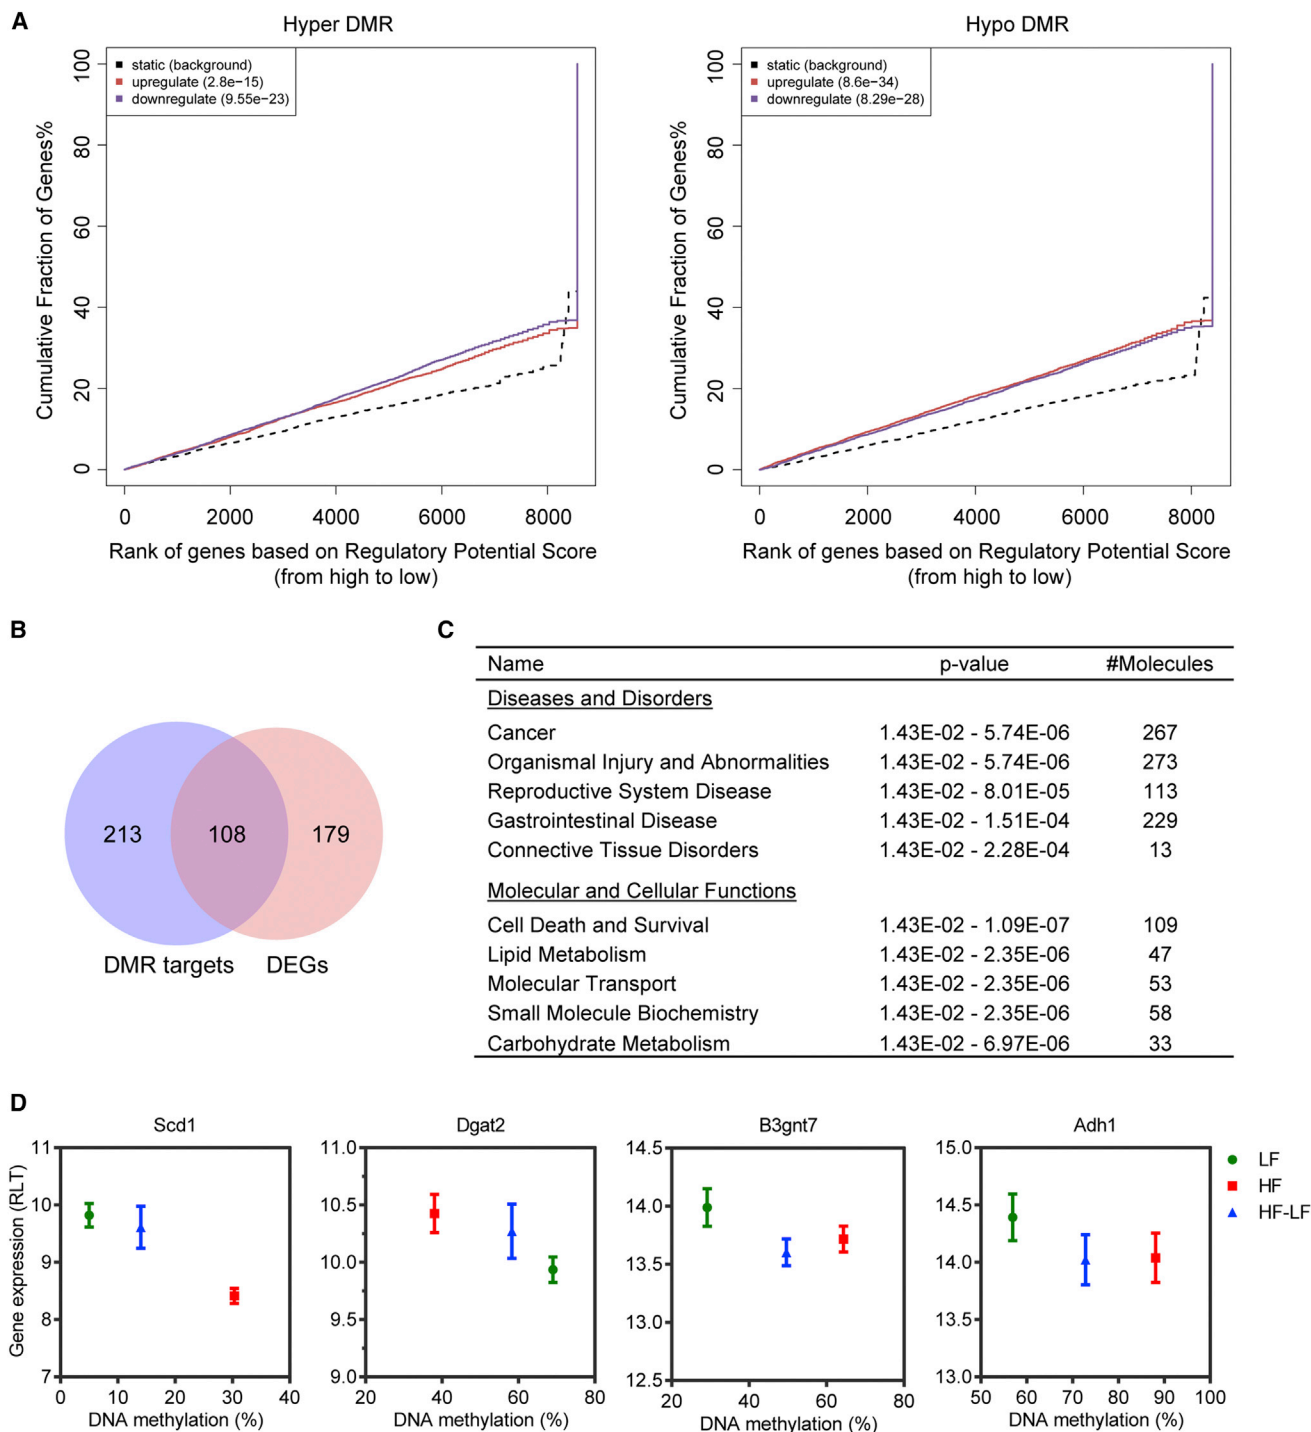 A
Hyper DMR
static (background)
upregulate (2.8e−15)
downregulate (9.55e−23)
Cumulative Fraction of Genes%
0
20
40
60
80
100
0 2000 4000 6000 8000
Rank of genes based on Regulatory Potential Score
(from high to low)
Hypo DMR
static (background)
upregulate (8.6e−34)
downregulate (8.29e−28)
Cumulative Fraction of Genes%
0
20
40
60
80
100
0 2000 4000 6000 8000
Rank of genes based on Regulatory Potential Score
(from high to low)
B
213 108 179
DMR targets DEGs
C
Name p-value #Molecules
Diseases and Disorders
Cancer 1.43E-02 - 5.74E-06 267
Organismal Injury and Abnormalities 1.43E-02 - 5.74E-06 273
Reproductive System Disease 1.43E-02 - 8.01E-05 113
Gastrointestinal Disease 1.43E-02 - 1.51E-04 229
Connective Tissue Disorders 1.43E-02 - 2.28E-04 13
Molecular and Cellular Functions
Cell Death and Survival 1.43E-02 - 1.09E-07 109
Lipid Metabolism 1.43E-02 - 2.35E-06 47
Molecular Transport 1.43E-02 - 2.35E-06 53
Small Molecule Biochemistry 1.43E-02 - 2.35E-06 58
Carbohydrate Metabolism 1.43E-02 - 6.97E-06 33
D
Scd1
Gene expression (RLT)
11
10
9
8
7
0 10 20 30 40
DNA methylation (%)
Dgat2
11.0
10.5
10.0
9.5
9.0
20 40 60 80
DNA methylation (%)
B3gnt7
14.5
14.0
13.5
13.0
12.5
20 40 60 80
DNA methylation (%)
Adh1
15.0
14.5
14.0
13.5
13.0
50 60 70 80 90 100
DNA methylation (%)
LF
HF
HF-LF